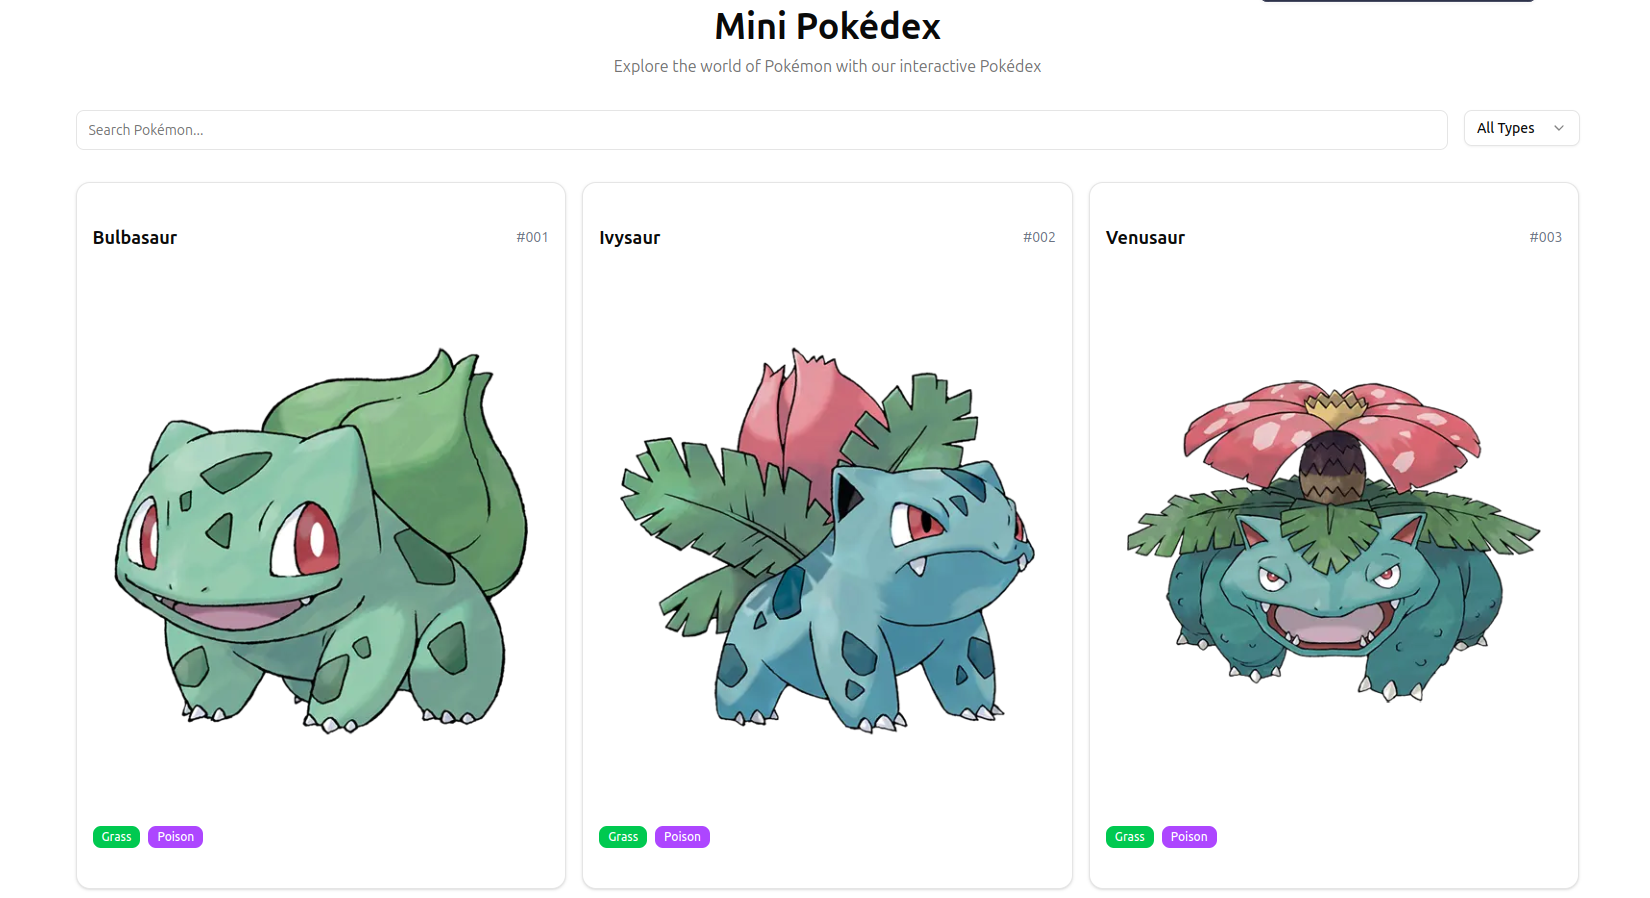 Mini Pokédex
Explore the world of Pokémon with our interactive Pokédex
Search Pokémon...
All Types
Bulbasaur
#001
Ivysaur
#002
Venusaur
#003
Grass
Poison
Grass
Poison
Grass
Poison